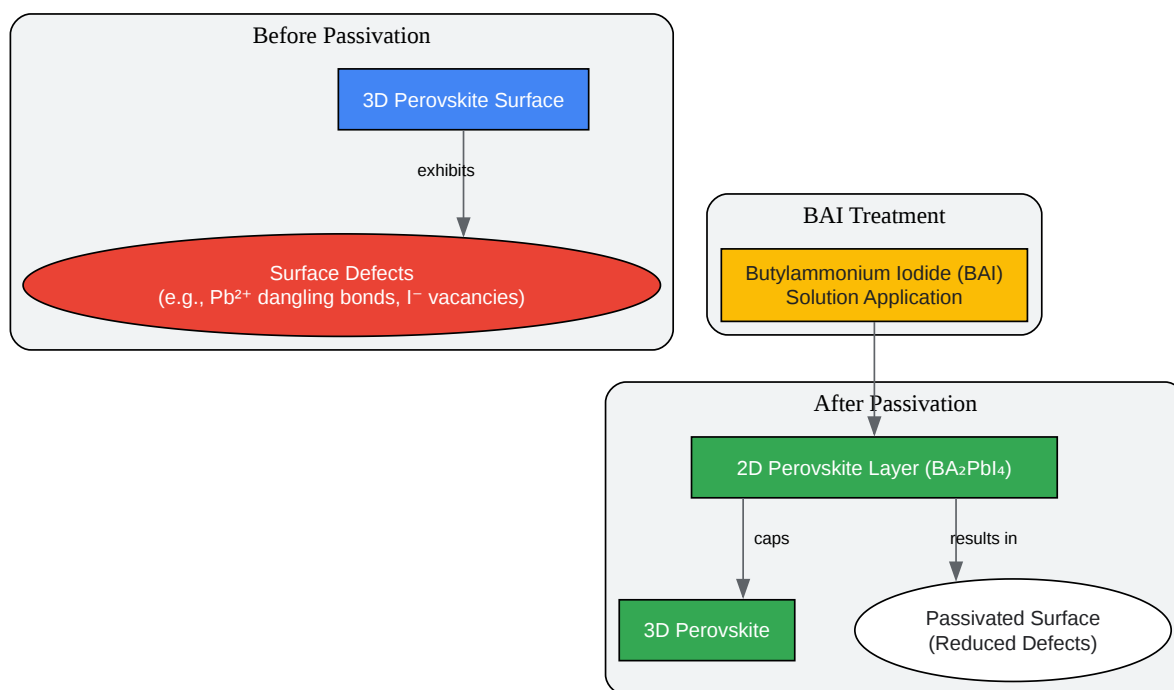 Before Passivation
3D Perovskite Surface
exhibits
Surface Defects
(e.g., Pb²⁺ dangling bonds, I⁻ vacancies)
BAI Treatment
Butylammonium Iodide (BAI)
Solution Application
After Passivation
2D Perovskite Layer (BA₂PbI₄)
caps
results in
3D Perovskite
Passivated Surface
(Reduced Defects)